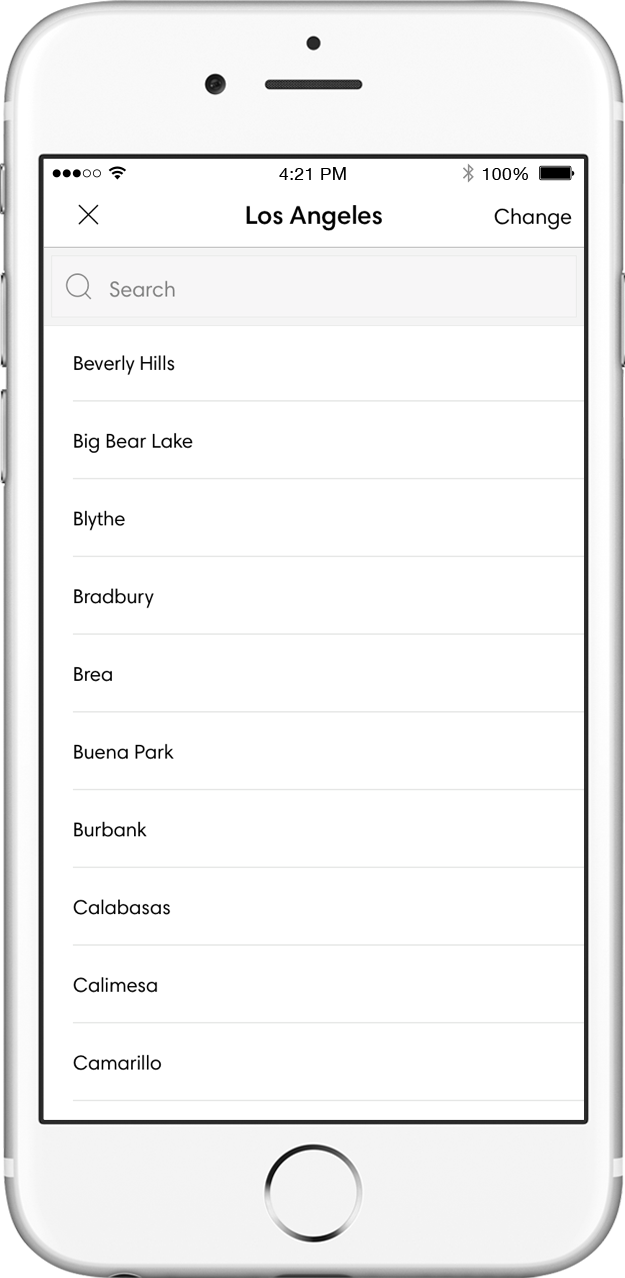 4:21 PM 100%
Los Angeles Change
Search
Beverly Hills
Big Bear Lake
Blythe
Bradbury
Brea
Buena Park
Burbank
Calabasas
Calimesa
Camarillo